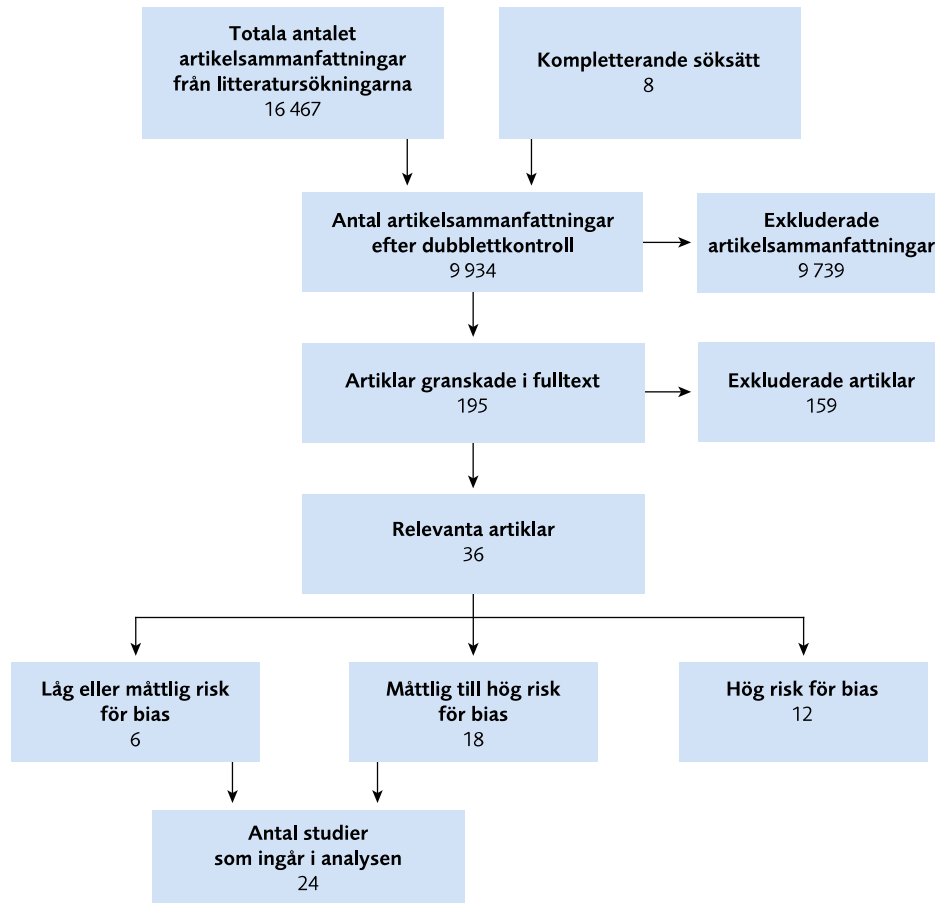 Totala antalet
artikelsammanfattningar
från litteratursökningarna
16 467
Kompletterande söksätt
8
Antal artikelsammanfattningar
efter dubblettkontroll
9 934
Exkluderade
artikelsammanfattningar
9 739
Artiklar granskade i fulltext
195
Exkluderade artiklar
159
Relevanta artiklar
36
Låg eller måttlig risk
för bias
6
Måttlig till hög risk
för bias
18
Hög risk för bias
12
Antal studier
som ingår i analysen
24